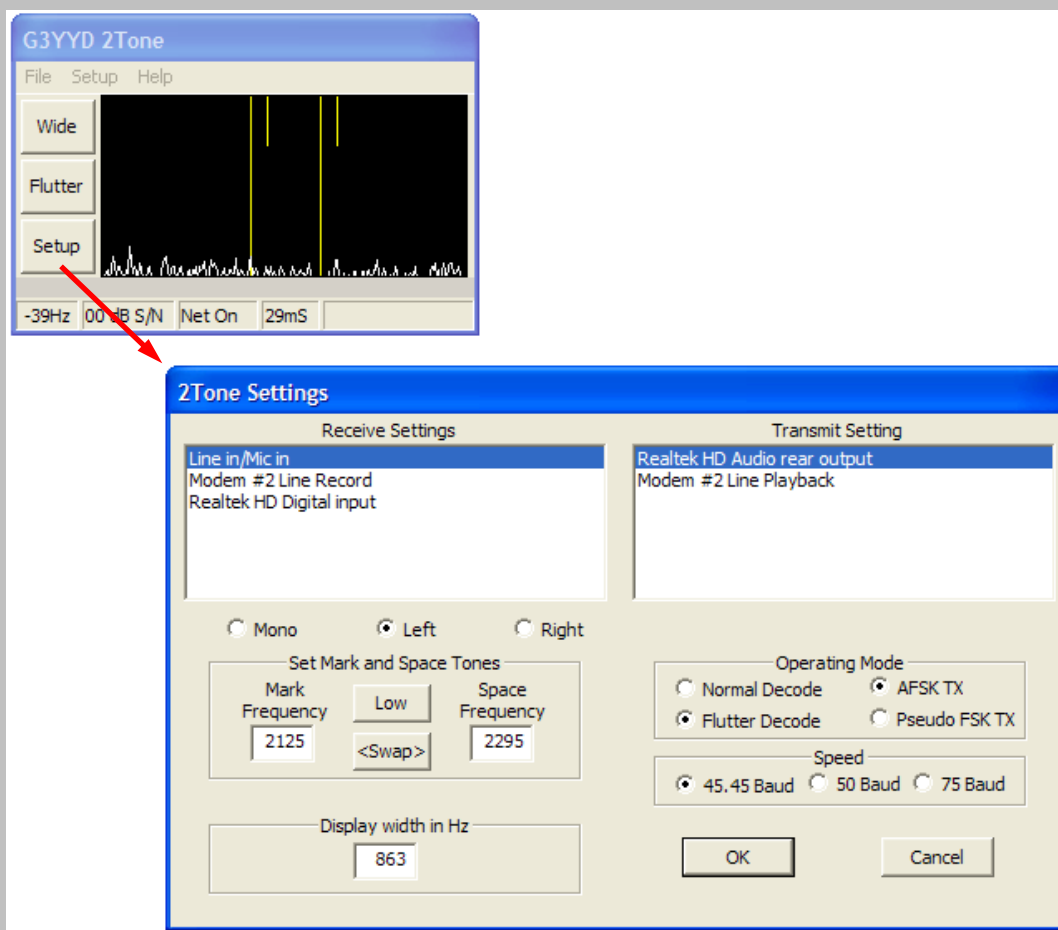 G3YYD 2Tone
File Setup Help
Wide
Flutter
Setup
-39Hz 00 dB S/N Net On 29mS
2Tone Settings
Receive Settings
Line in/Mic in
Modem #2 Line Record
Realtek HD Digital input
Transmit Setting
Realtek HD Audio rear output
Modem #2 Line Playback
Mono Left Right
Set Mark and Space Tones
Mark Frequency
2125
Low
<Swap>
Space Frequency
2295
Operating Mode
Normal Decode AFSK TX
Flutter Decode Pseudo FSK TX
Speed
45.45 Baud 50 Baud 75 Baud
Display width in Hz
863
OK Cancel